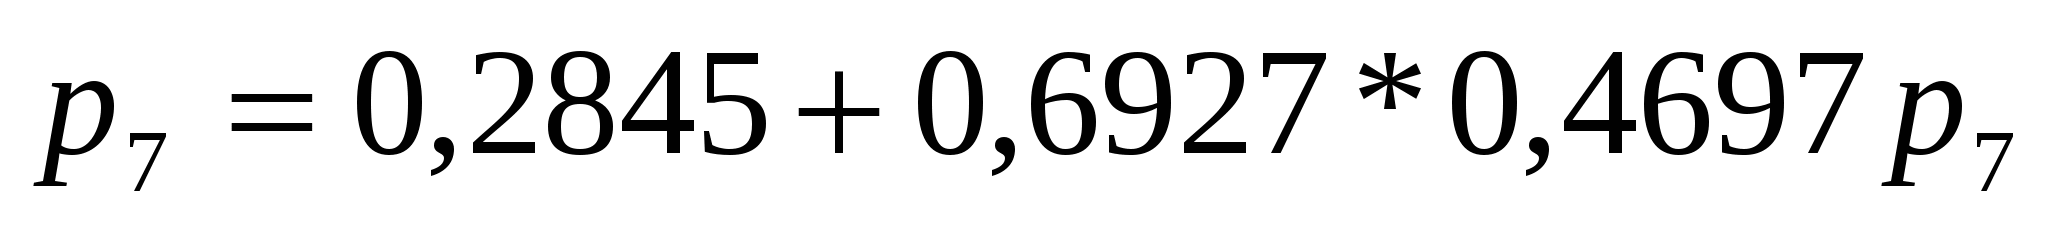 p₇ = 0,2845 + 0,6927 * 0,4697 p₇